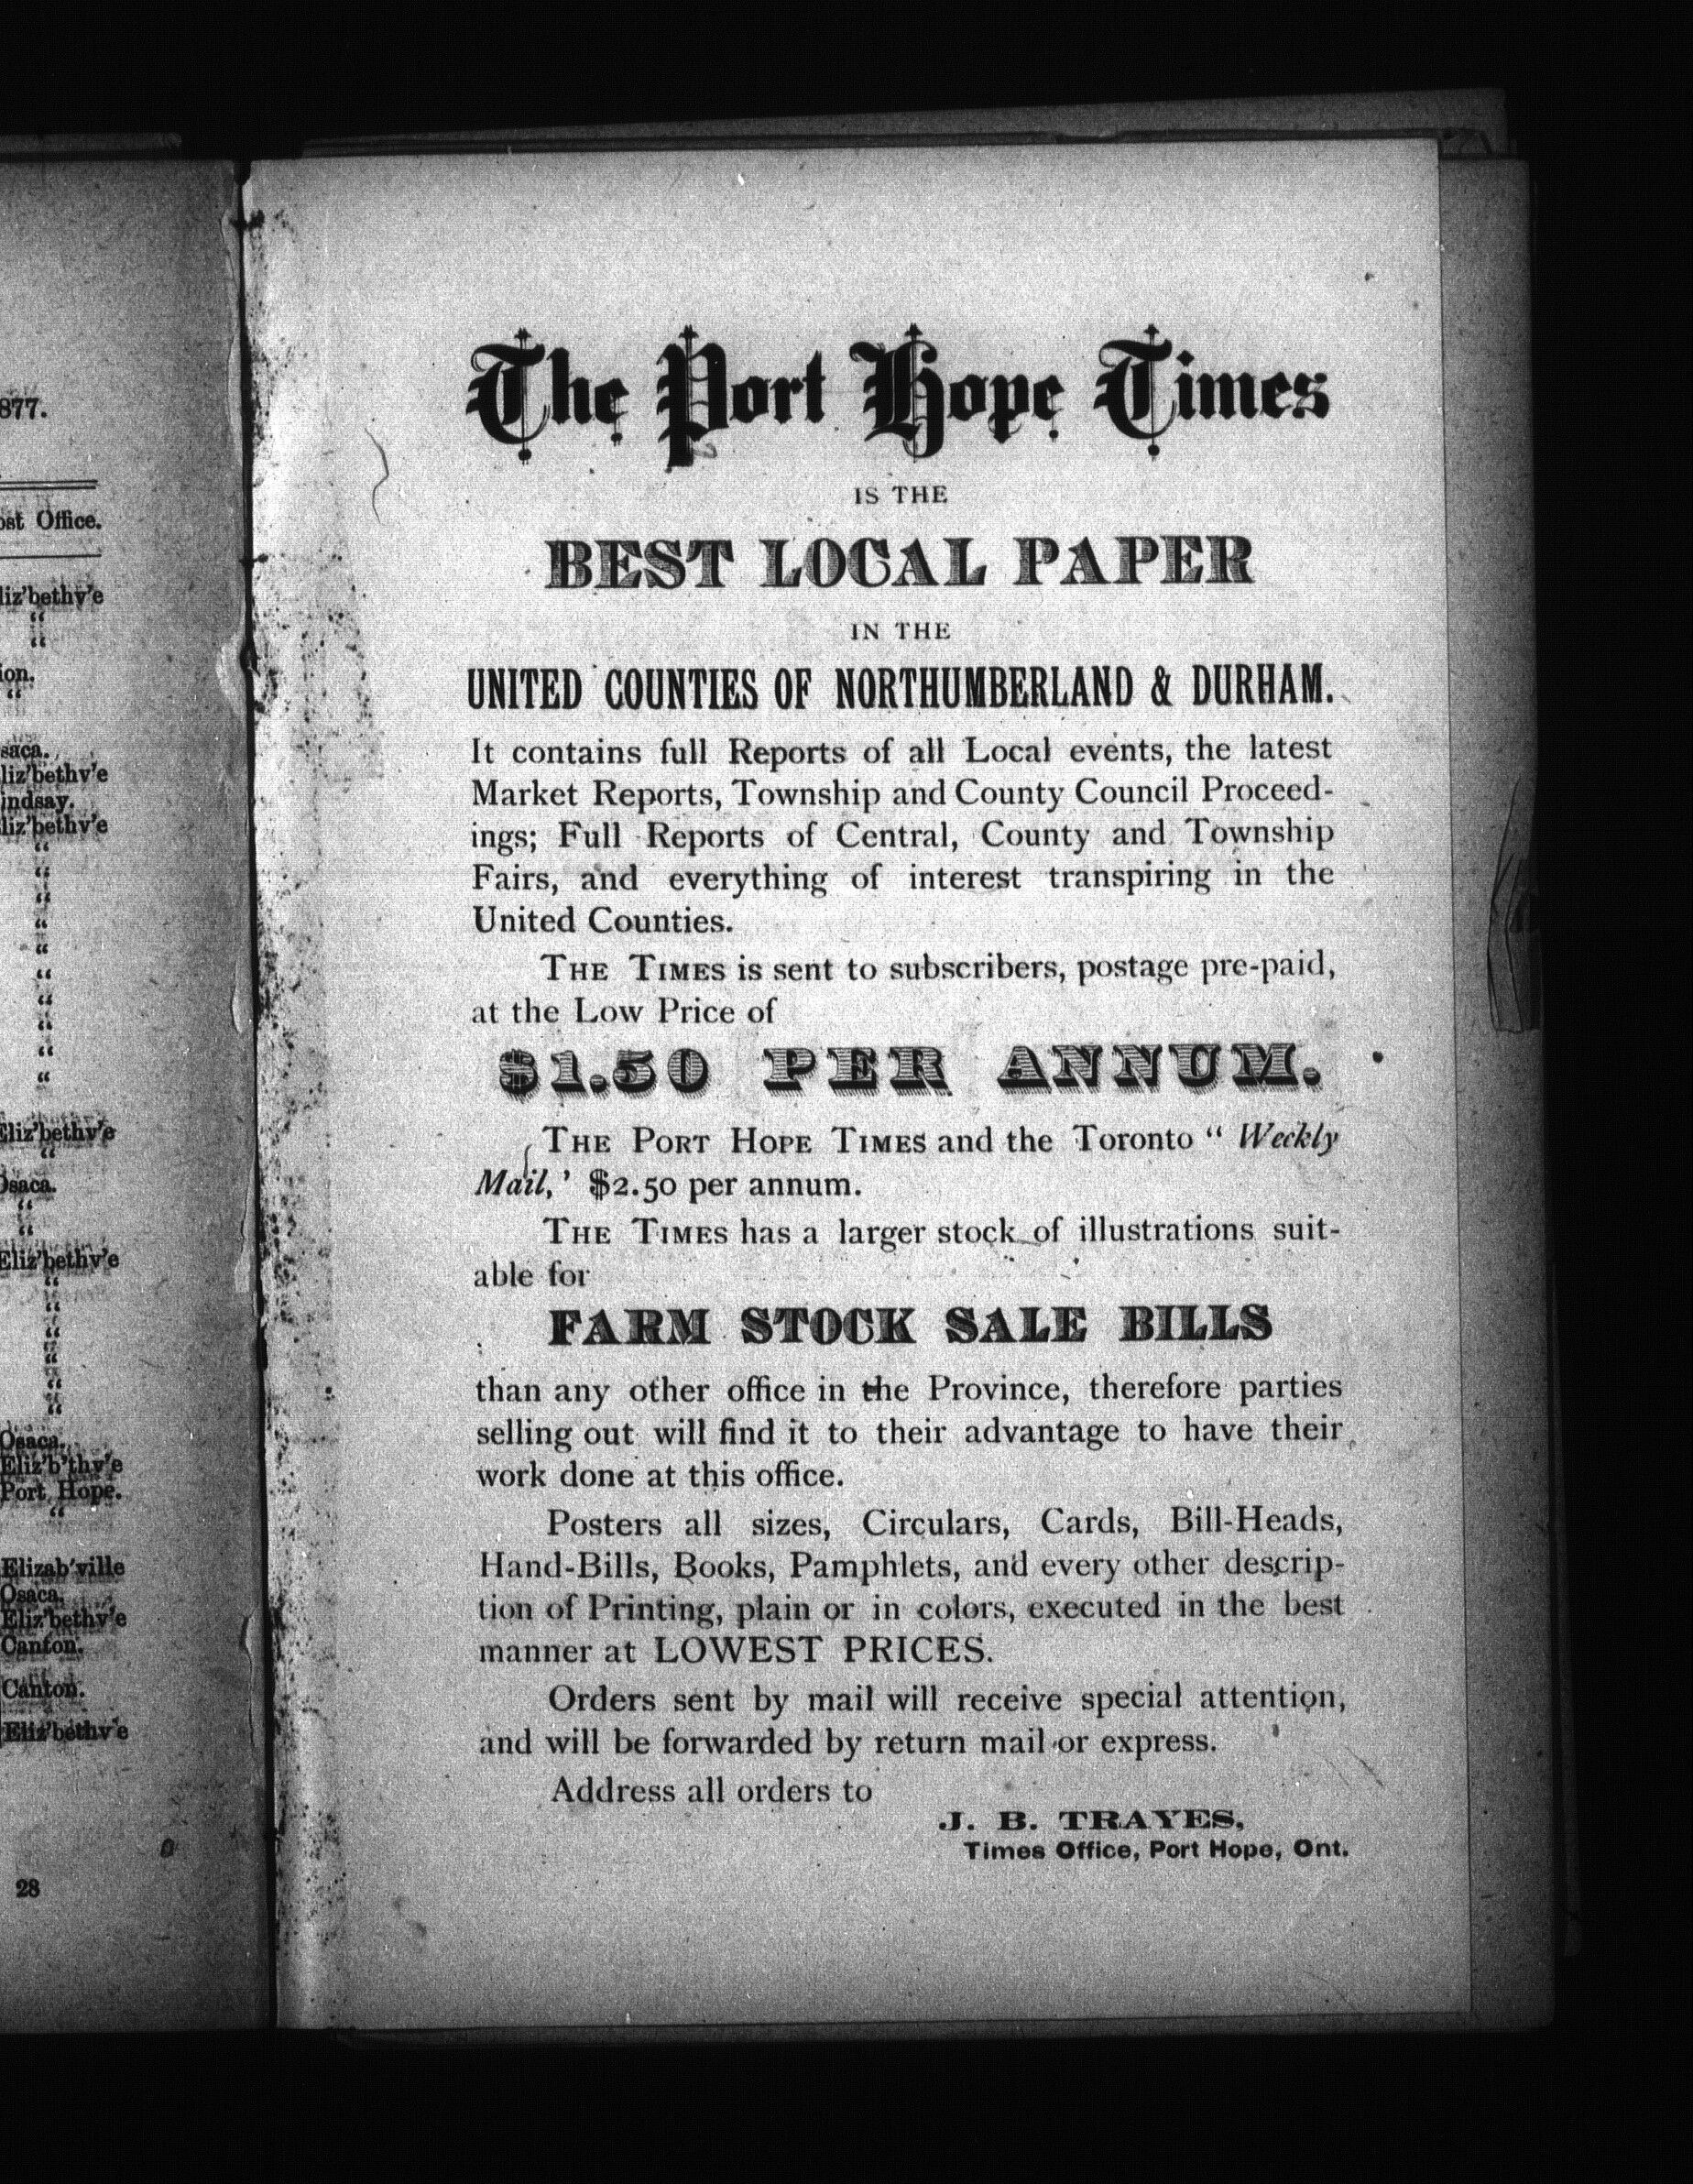 877.
Office.
liz'bethv'e
"
"
ion.
"
saca.
liz'bethv'e
indsay.
liz'bethv'e
"
"
"
"
"
"
"
"
"
"
Eliz'bethv'e
"
Osaca.
"
"
Eliz'bethv'e
"
"
"
"
"
"
Osaca.
Eliz'b'thv'e
Port Hope.
"
Elizab'ville
Osaca.
Eliz'bethv'e
Canton.
Canton.
Eliz'bethv'e
28
The Port Hope Times
IS THE
BEST LOCAL PAPER
IN THE
UNITED COUNTIES OF NORTHUMBERLAND & DURHAM.
It contains full Reports of all Local events, the latest
Market Reports, Township and County Council Proceed-
ings; Full Reports of Central, County and Township
Fairs, and everything of interest transpiring in the
United Counties.
THE TIMES is sent to subscribers, postage pre-paid,
at the Low Price of
$1.50 PER ANNUM.
THE PORT HOPE TIMES and the Toronto " Weekly
Mail,' $2.50 per annum.
THE TIMES has a larger stock of illustrations suit-
able for
FARM STOCK SALE BILLS
than any other office in the Province, therefore parties
selling out will find it to their advantage to have their
work done at this office.
Posters all sizes, Circulars, Cards, Bill-Heads,
Hand-Bills, Books, Pamphlets, and every other descrip-
tion of Printing, plain or in colors, executed in the best
manner at LOWEST PRICES.
Orders sent by mail will receive special attention,
and will be forwarded by return mail or express.
Address all orders to
J. B. TRAYES,
Times Office, Port Hope, Ont.